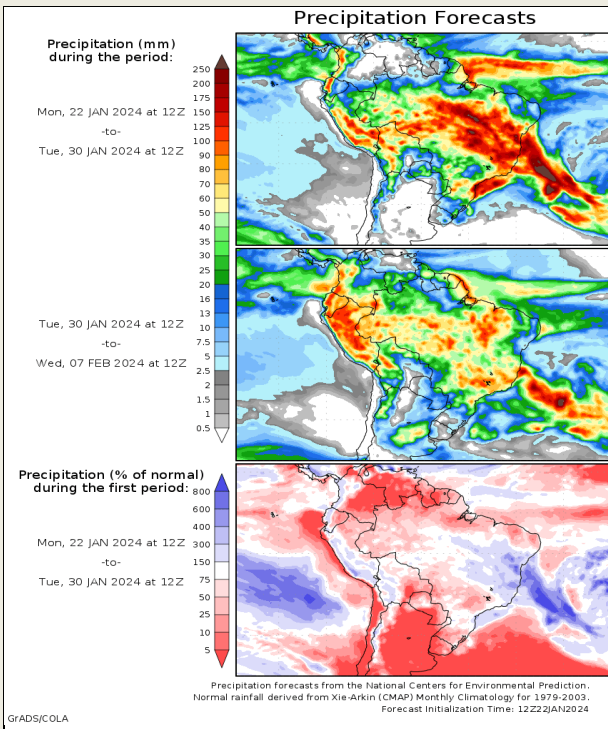 Precipitation Forecasts
Precipitation (mm)
during the period:
Mon, 22 JAN 2024 at 12Z
-to-
Tue, 30 JAN 2024 at 12Z
250
200
175
150
125
100
90
80
70
60
50
40
35
30
25
20
16
13
10
7.5
5
2.5
2
1.5
1
0.5
Tue, 30 JAN 2024 at 12Z
-to-
Wed, 07 FEB 2024 at 12Z
Precipitation (% of normal)
during the first period:
Mon, 22 JAN 2024 at 12Z
-to-
Tue, 30 JAN 2024 at 12Z
800
600
400
300
150
75
50
25
10
5
Precipitation forecasts from the National Centers for Environmental Prediction.
Normal rainfall derived from Xie-Arkin (CMAP) Monthly Climatology for 1979-2003.
Forecast Initialization Time: 12Z22JAN2024
GrADS/COLA